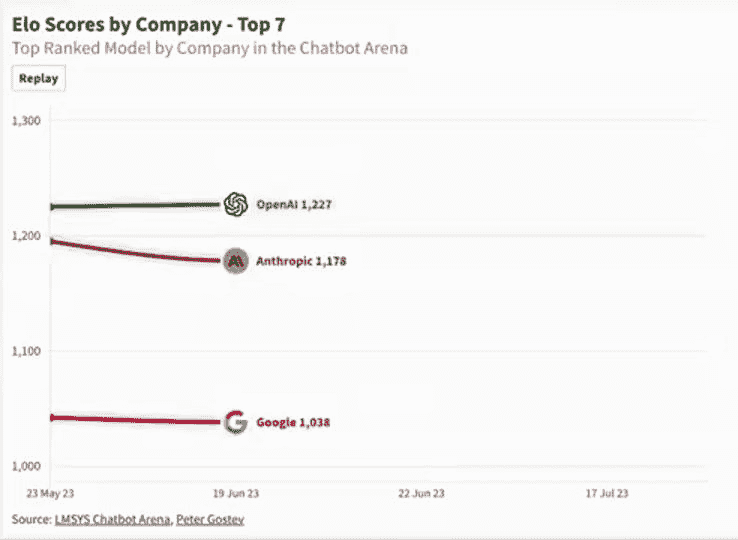 Elo Scores by Company - Top 7
Top Ranked Model by Company in the Chatbot Arena
Replay
1,300
OpenAI 1,227
1,200
Anthropic 1,178
1,100
Google 1,038
1,000
23 May 23 19 Jun 23 22 Jun 23 17 Jul 23
Source: LMSYS Chatbot Arena, Peter Gostev